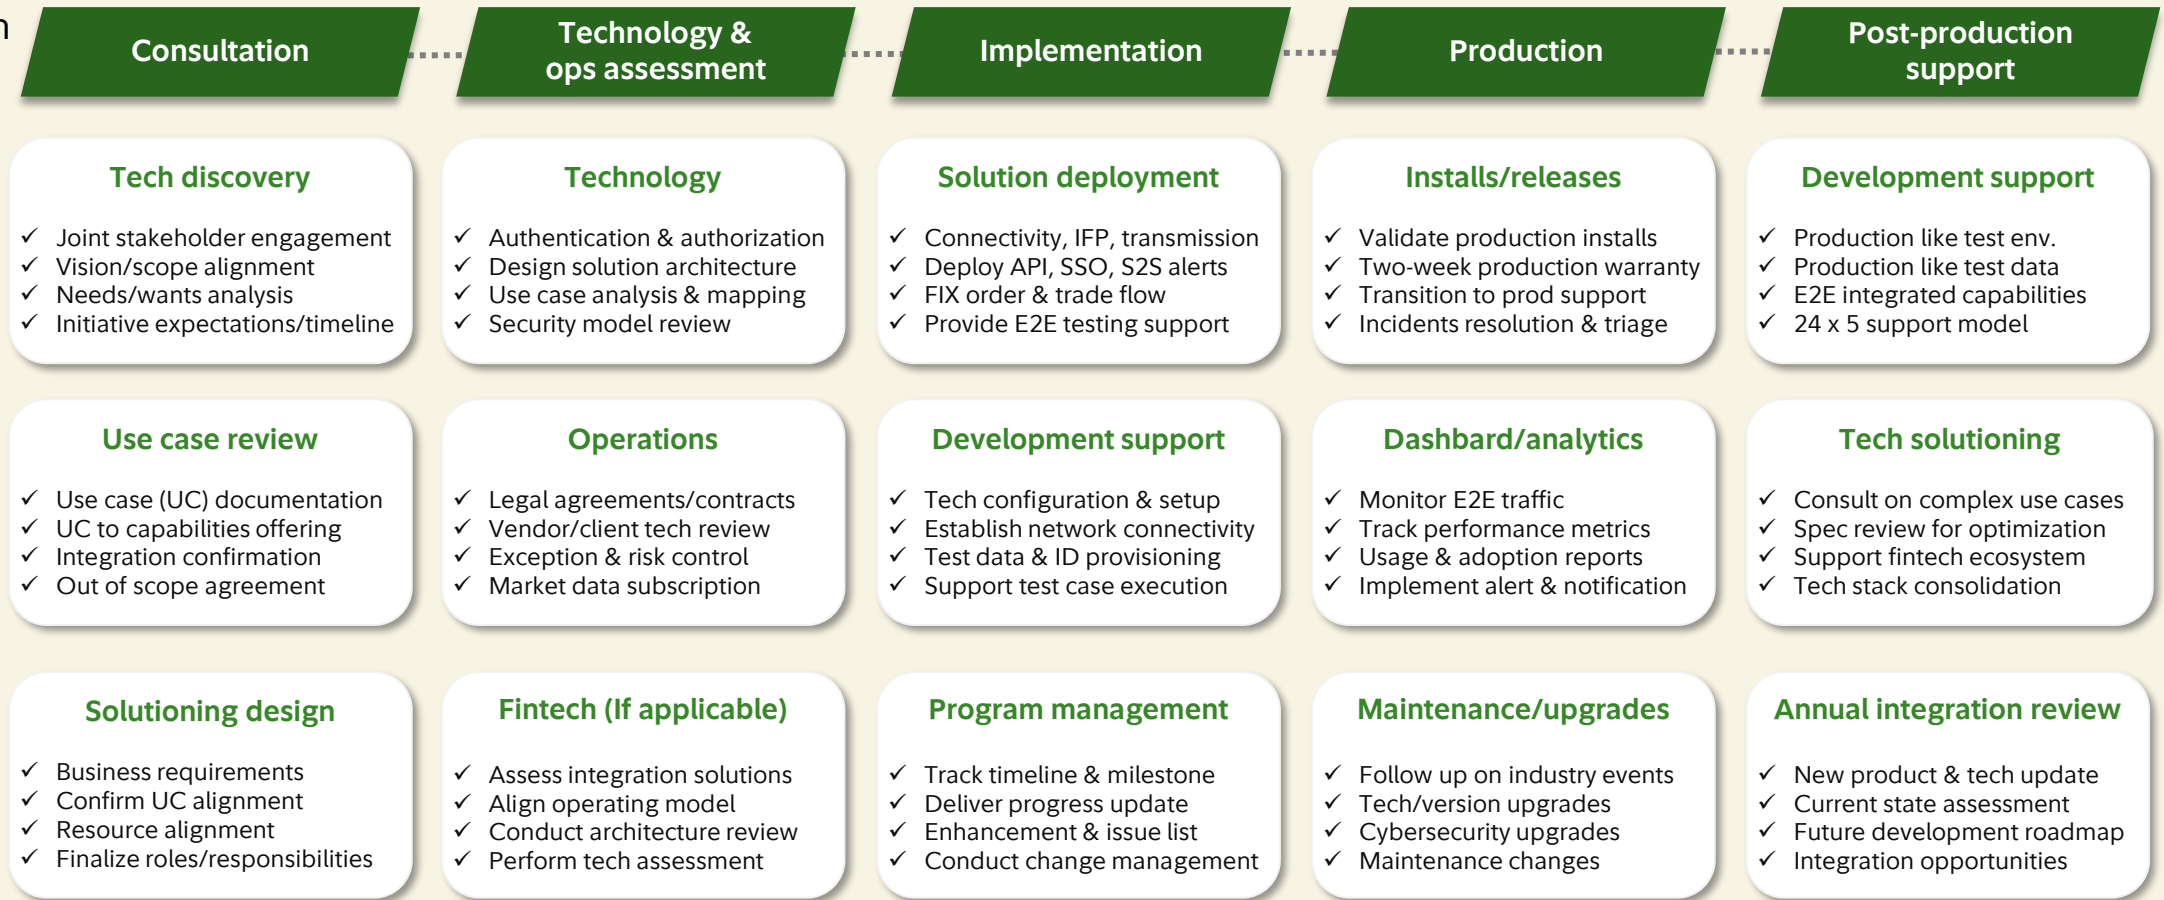 n
Consultation
Technology &
ops assessment
Implementation
Production
Post-production
support
Tech discovery
✓ Joint stakeholder engagement
✓ Vision/scope alignment
✓ Needs/wants analysis
✓ Initiative expectations/timeline
Technology
✓ Authentication & authorization
✓ Design solution architecture
✓ Use case analysis & mapping
✓ Security model review
Solution deployment
✓ Connectivity, IFP, transmission
✓ Deploy API, SSO, S2S alerts
✓ FIX order & trade flow
✓ Provide E2E testing support
Installs/releases
✓ Validate production installs
✓ Two-week production warranty
✓ Transition to prod support
✓ Incidents resolution & triage
Development support
✓ Production like test env.
✓ Production like test data
✓ E2E integrated capabilities
✓ 24 x 5 support model
Use case review
✓ Use case (UC) documentation
✓ UC to capabilities offering
✓ Integration confirmation
✓ Out of scope agreement
Operations
✓ Legal agreements/contracts
✓ Vendor/client tech review
✓ Exception & risk control
✓ Market data subscription
Development support
✓ Tech configuration & setup
✓ Establish network connectivity
✓ Test data & ID provisioning
✓ Support test case execution
Dashbard/analytics
✓ Monitor E2E traffic
✓ Track performance metrics
✓ Usage & adoption reports
✓ Implement alert & notification
Tech solutioning
✓ Consult on complex use cases
✓ Spec review for optimization
✓ Support fintech ecosystem
✓ Tech stack consolidation
Solutioning design
✓ Business requirements
✓ Confirm UC alignment
✓ Resource alignment
✓ Finalize roles/responsibilities
Fintech (If applicable)
✓ Assess integration solutions
✓ Align operating model
✓ Conduct architecture review
✓ Perform tech assessment
Program management
✓ Track timeline & milestone
✓ Deliver progress update
✓ Enhancement & issue list
✓ Conduct change management
Maintenance/upgrades
✓ Follow up on industry events
✓ Tech/version upgrades
✓ Cybersecurity upgrades
✓ Maintenance changes
Annual integration review
✓ New product & tech update
✓ Current state assessment
✓ Future development roadmap
✓ Integration opportunities